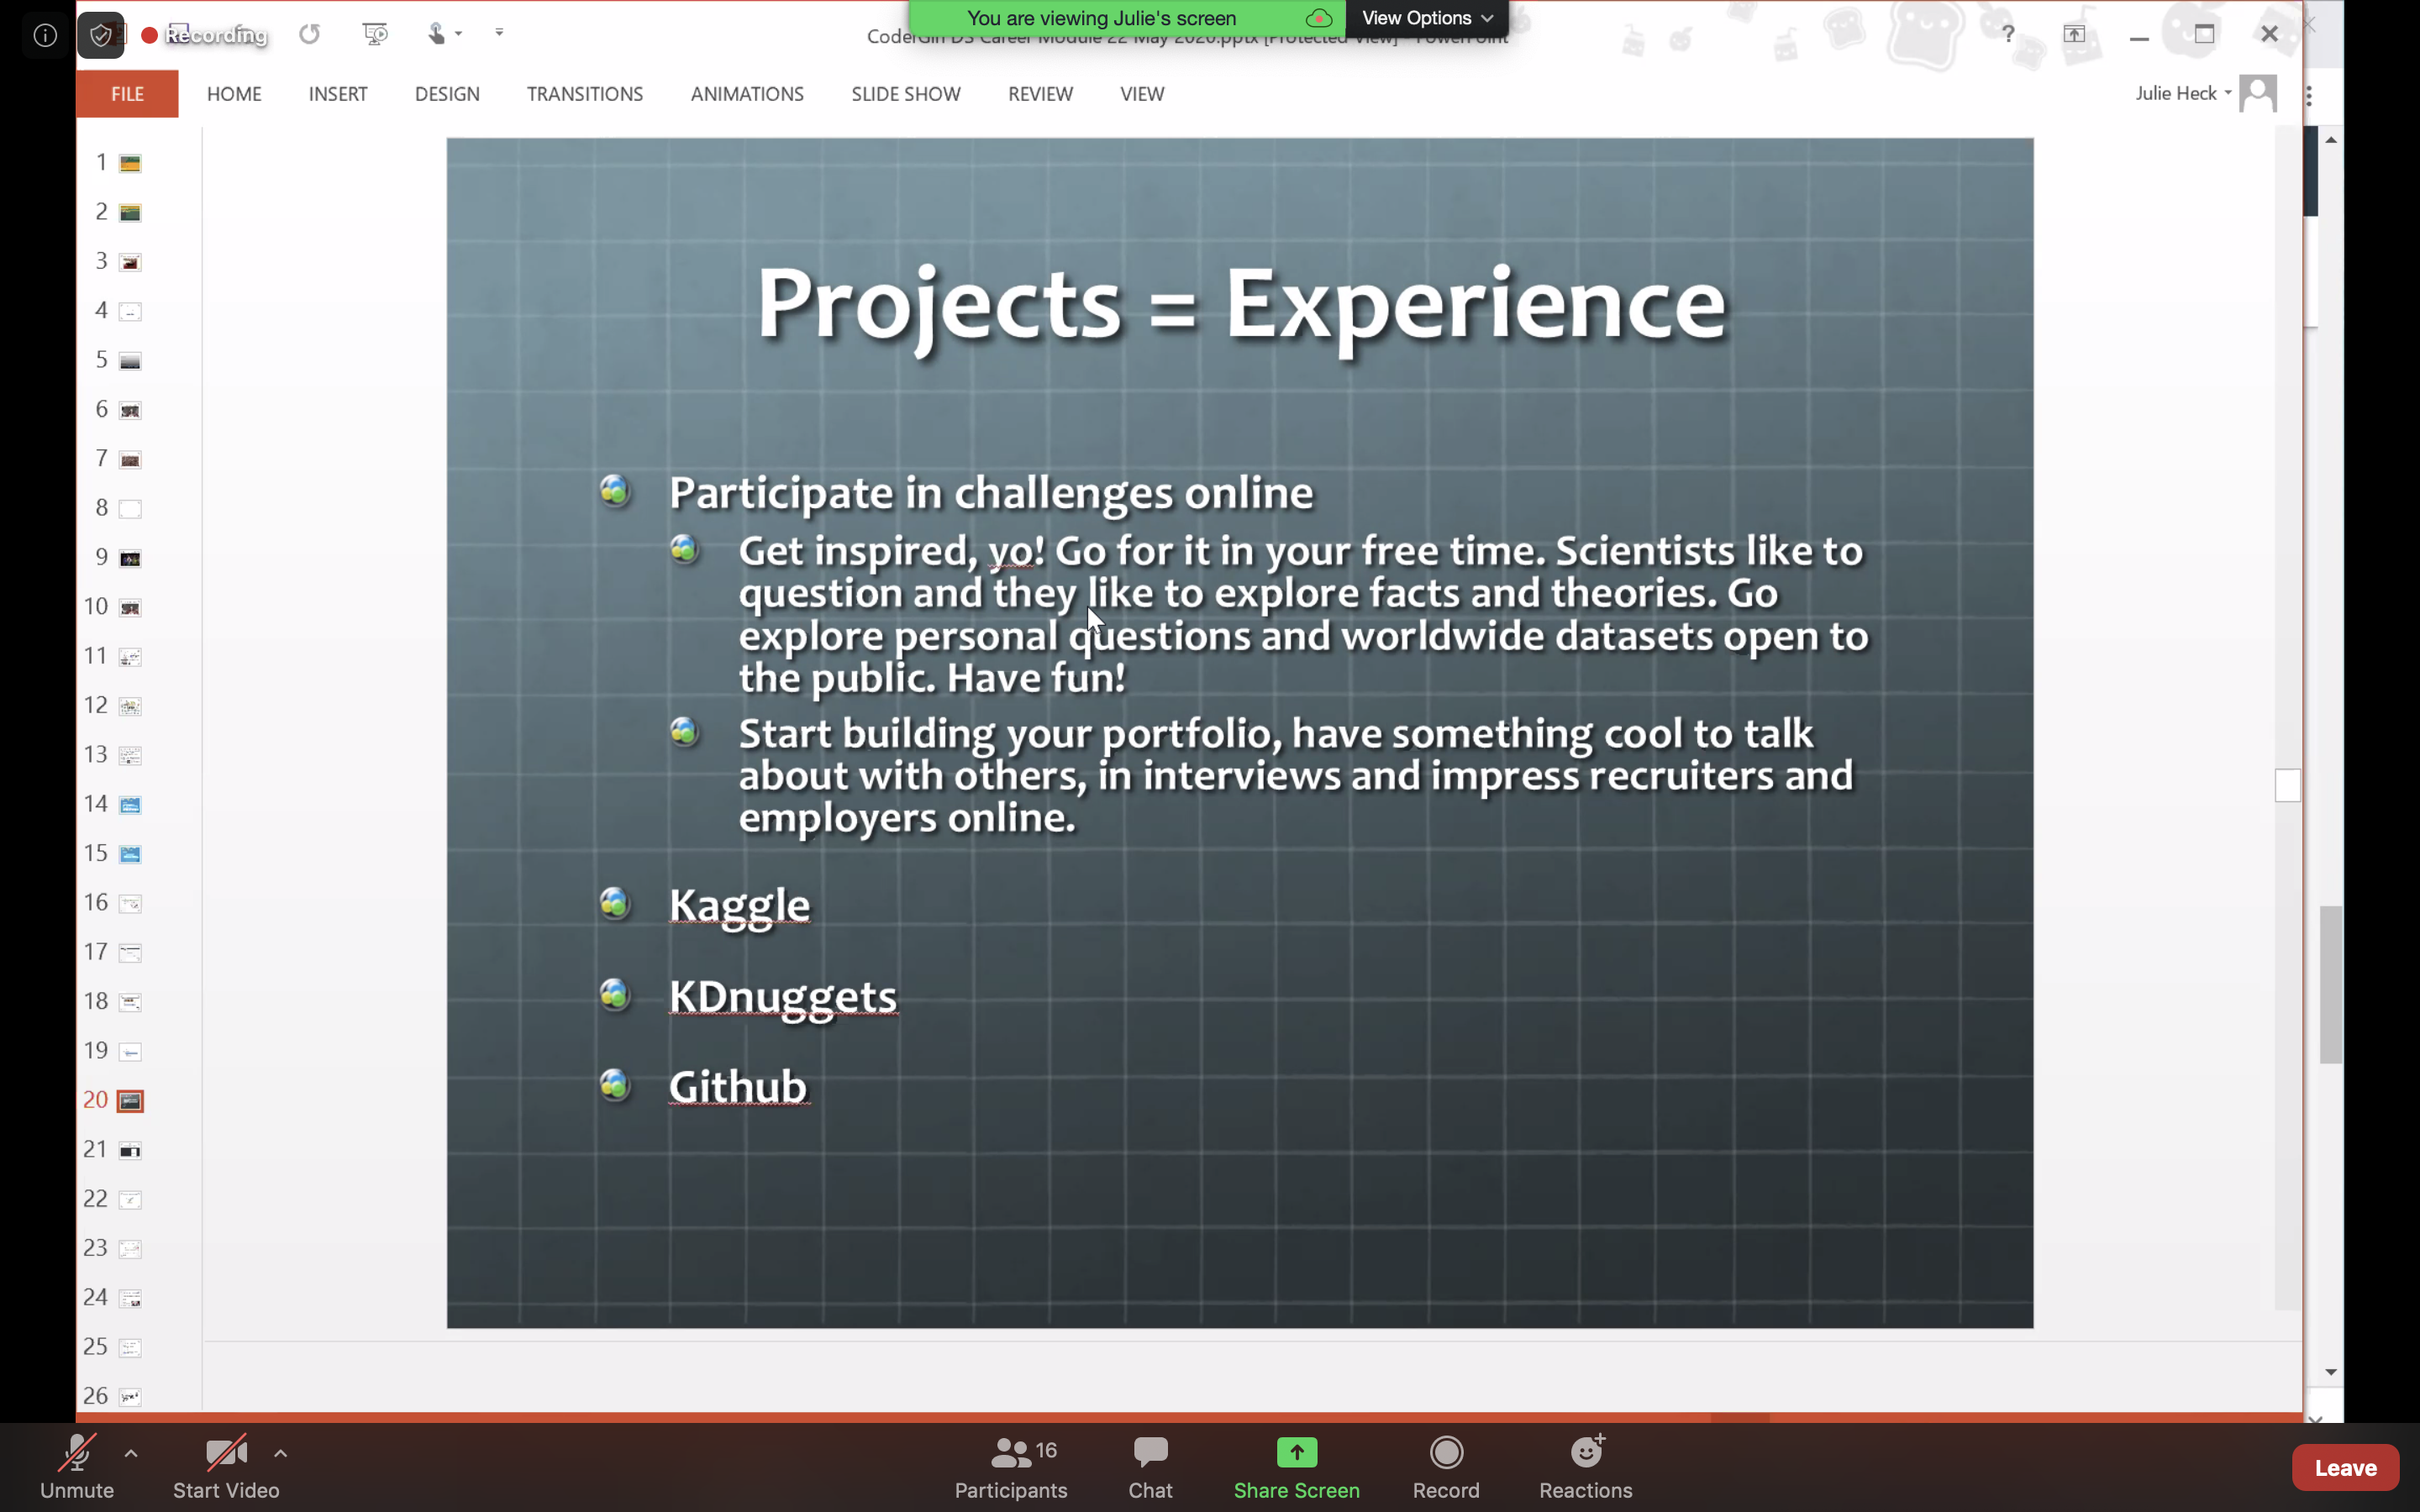 You are viewing Julie's screen
View Options
Recording
CoderGirl DS Career Module 22 May 2020.pptx [Protected View] - PowerPoint
?
FILE HOME INSERT DESIGN TRANSITIONS ANIMATIONS SLIDE SHOW REVIEW VIEW
Julie Heck
1
2
3
4
5
6
7
8
9
10
11
12
13
14
15
16
17
18
19
20
21
22
23
24
25
26
Projects = Experience
Participate in challenges online
Get inspired, yo! Go for it in your free time. Scientists like to
question and they like to explore facts and theories. Go
explore personal questions and worldwide datasets open to
the public. Have fun!
Start building your portfolio, have something cool to talk
about with others, in interviews and impress recruiters and
employers online.
Kaggle
KDnuggets
Github
Unmute
Start Video
16
Participants
Chat
Share Screen
Record
Reactions
Leave